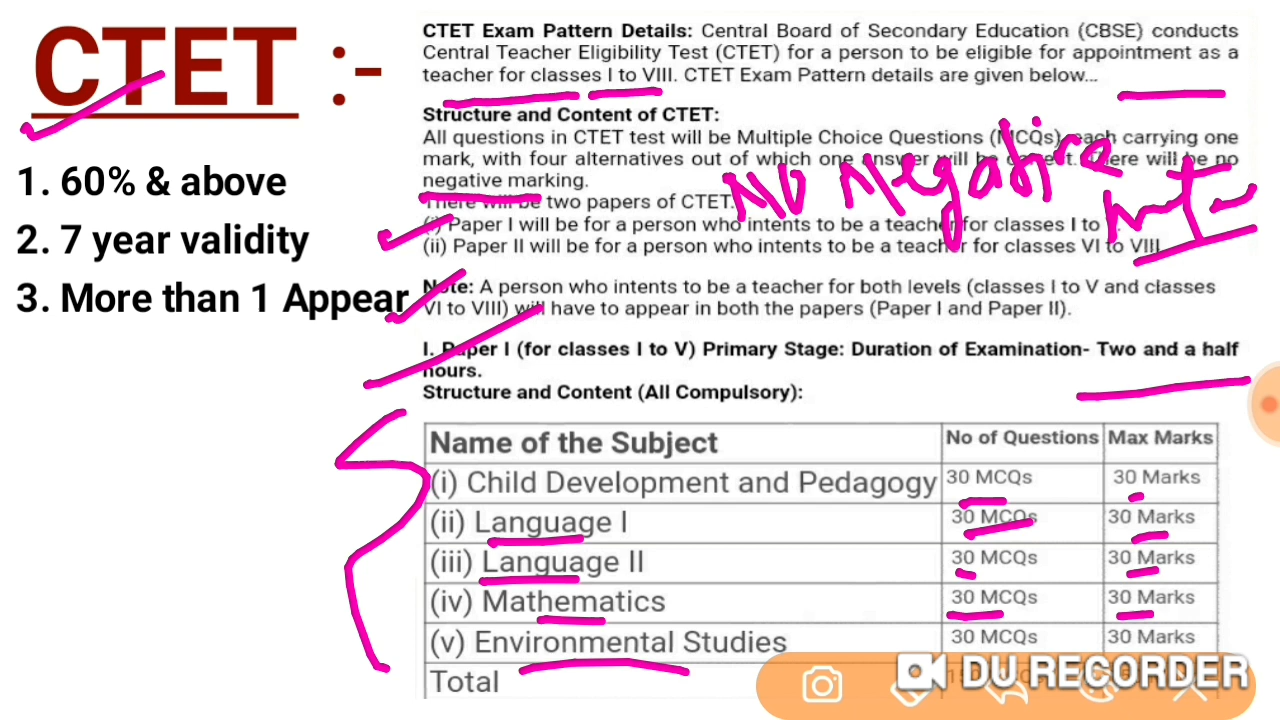 CTET :-
1. 60% & above
2. 7 year validity
3. More than 1 Appear
CTET Exam Pattern Details: Central Board of Secondary Education (CBSE) conducts
Central Teacher Eligibility Test (CTET) for a person to be eligible for appointment as a
teacher for classes I to VIII. CTET Exam Pattern details are given below...
Structure and Content of CTET:
All questions in CTET test will be Multiple Choice Questions (MCQs), each carrying one
mark, with four alternatives out of which one answer will be correct. There will be no
negative marking.
There will be two papers of CTET.
(i) Paper I will be for a person who intents to be a teacher for classes I to
(ii) Paper II will be for a person who intents to be a teacher for classes VI to VIII
No Negative
Note: A person who intents to be a teacher for both levels (classes I to V and classes
VI to VIII) will have to appear in both the papers (Paper I and Paper II).
I. Paper I (for classes I to V) Primary Stage: Duration of Examination- Two and a half
hours.
Structure and Content (All Compulsory):
Name of the Subject No of Questions Max Marks
(i) Child Development and Pedagogy 30 MCQs 30 Marks
(ii) Language I 30 MCQs 30 Marks
(iii) Language II 30 MCQs 30 Marks
(iv) Mathematics 30 MCQs 30 Marks
(v) Environmental Studies 30 MCQs 30 Marks
Total
DU RECORDER